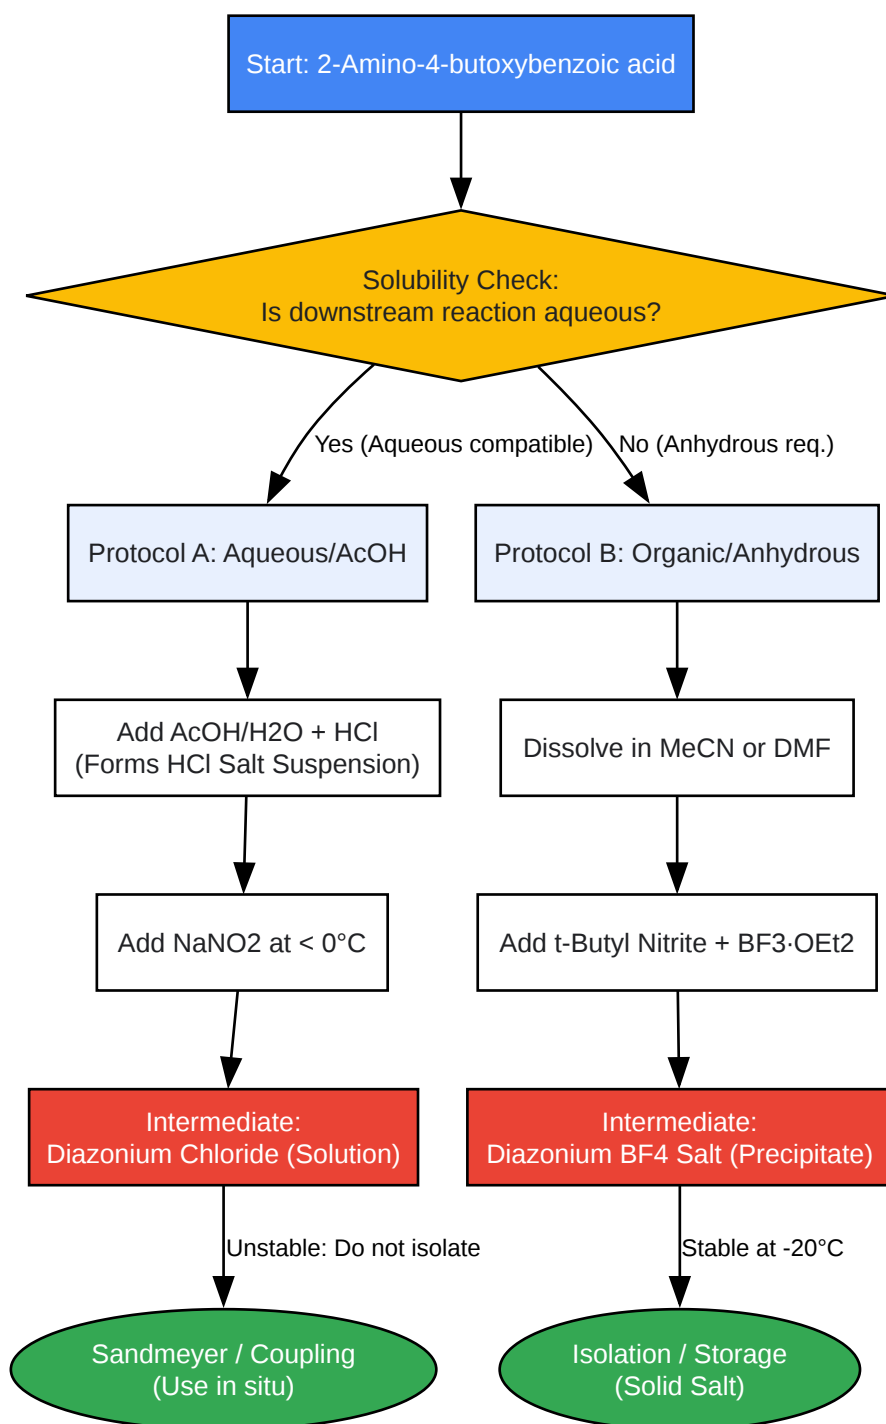 Start: 2-Amino-4-butoxybenzoic acid
Solubility Check:
Is downstream reaction aqueous?
Yes (Aqueous compatible)
No (Anhydrous req.)
Protocol A: Aqueous/AcOH
Protocol B: Organic/Anhydrous
Add AcOH/H2O + HCl
(Forms HCl Salt Suspension)
Dissolve in MeCN or DMF
Add NaNO2 at < 0°C
Add t-Butyl Nitrite + BF3·OEt2
Intermediate:
Diazonium Chloride (Solution)
Intermediate:
Diazonium BF4 Salt (Precipitate)
Unstable: Do not isolate
Stable at -20°C
Sandmeyer / Coupling
(Use in situ)
Isolation / Storage
(Solid Salt)